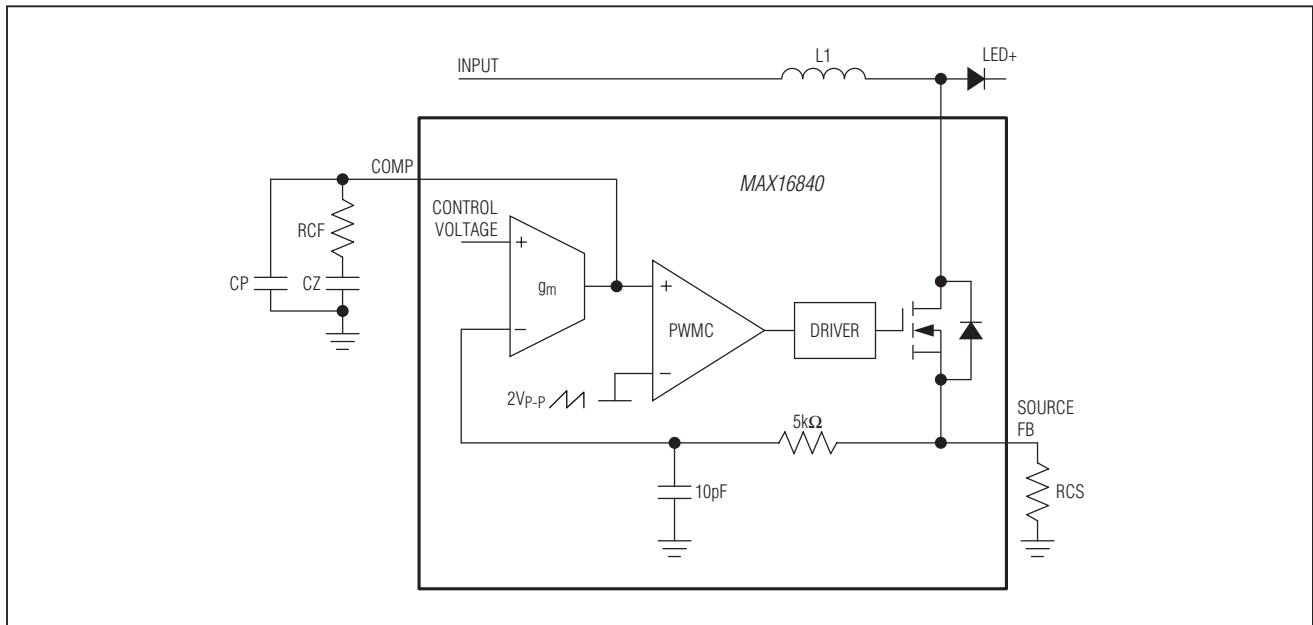 INPUT
L1
LED+
COMP
MAX16840
CONTROL
VOLTAGE
RCF
CP
CZ
+
gm
−
+
PWMC
−
DRIVER
2VP-P
5kΩ
SOURCE
FB
10pF
RCS